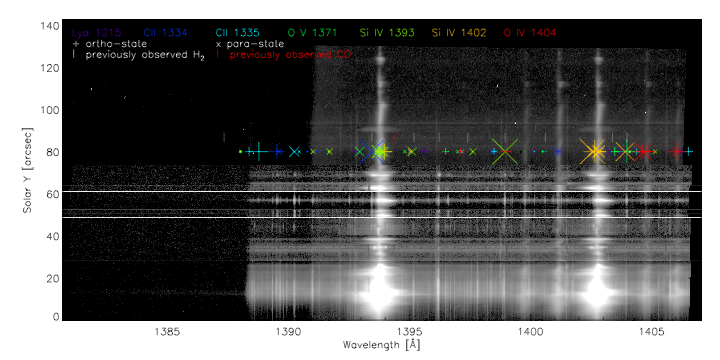 140
Lyα 1215 CII 1334 CII 1335 O V 1371 Si IV 1393 Si IV 1402 O IV 1404
+ ortho-state x para-state
| previously observed H2 | previously observed CO
120
100
80
60
40
20
0
Solar Y [arcsec]
1385 1390 1395 1400 1405
Wavelength [Å]